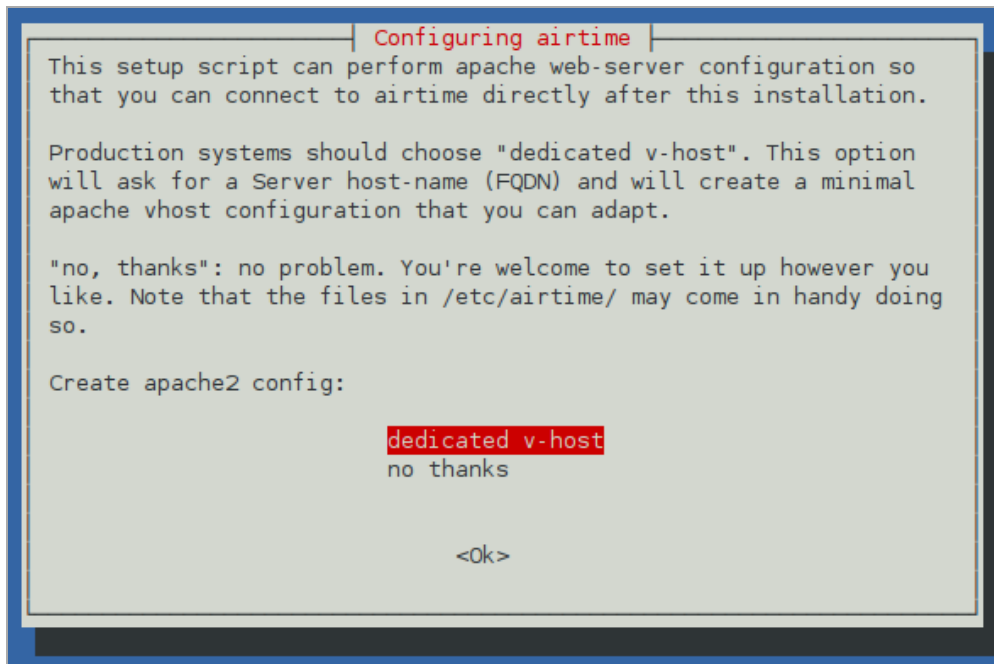 Configuring airtime
This setup script can perform apache web-server configuration so
that you can connect to airtime directly after this installation.
Production systems should choose "dedicated v-host". This option
will ask for a Server host-name (FQDN) and will create a minimal
apache vhost configuration that you can adapt.
"no, thanks": no problem. You're welcome to set it up however you
like. Note that the files in /etc/airtime/ may come in handy doing
so.
Create apache2 config:
dedicated v-host
no thanks
<Ok>